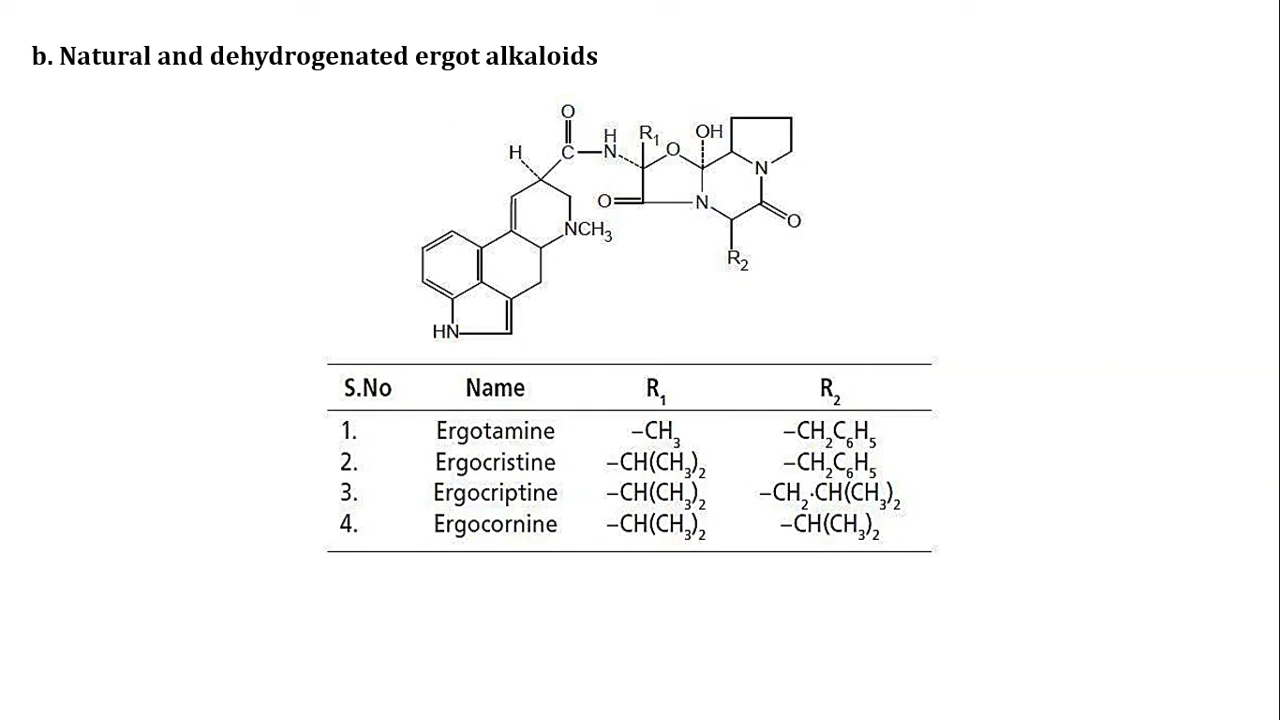 b. Natural and dehydrogenated ergot alkaloids
O
H
C
H
N
R₁
O
OH
N
O
N
O
NCH₃
R₂
HN
S.No Name R₁ R₂
1. Ergotamine –CH₃ –CH₂C₆H₅
2. Ergocristine –CH(CH₃)₂ –CH₂C₆H₅
3. Ergocriptine –CH(CH₃)₂ –CH₂·CH(CH₃)₂
4. Ergocornine –CH(CH₃)₂ –CH(CH₃)₂